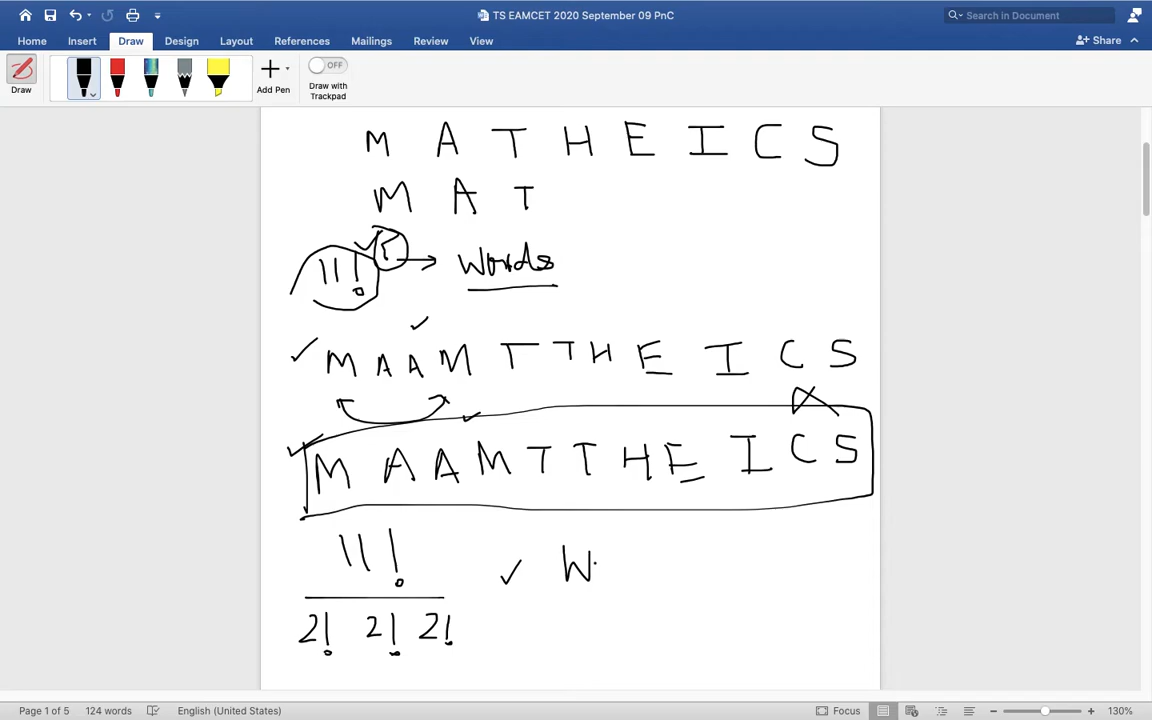 TS EAMCET 2020 September 09 PnC
Search in Document
Home Insert Draw Design Layout References Mailings Review View
Share
Draw
OFF
Add Pen
Draw with
Trackpad
M A T H E I C S
M A T
11! ? → Words
M A A M T T H E I C S
M A A M T T H E I C S
11!
2! 2! 2!
W
Page 1 of 5 124 words English (United States) Focus 130%